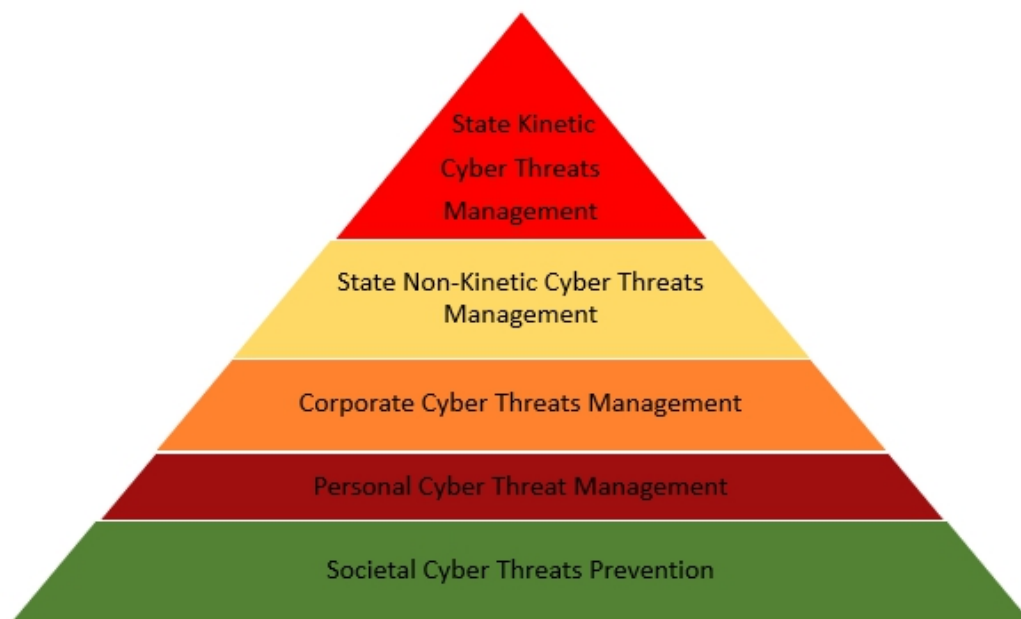 State Kinetic
Cyber Threats
Management
State Non-Kinetic Cyber Threats
Management
Corporate Cyber Threats Management
Personal Cyber Threat Management
Societal Cyber Threats Prevention